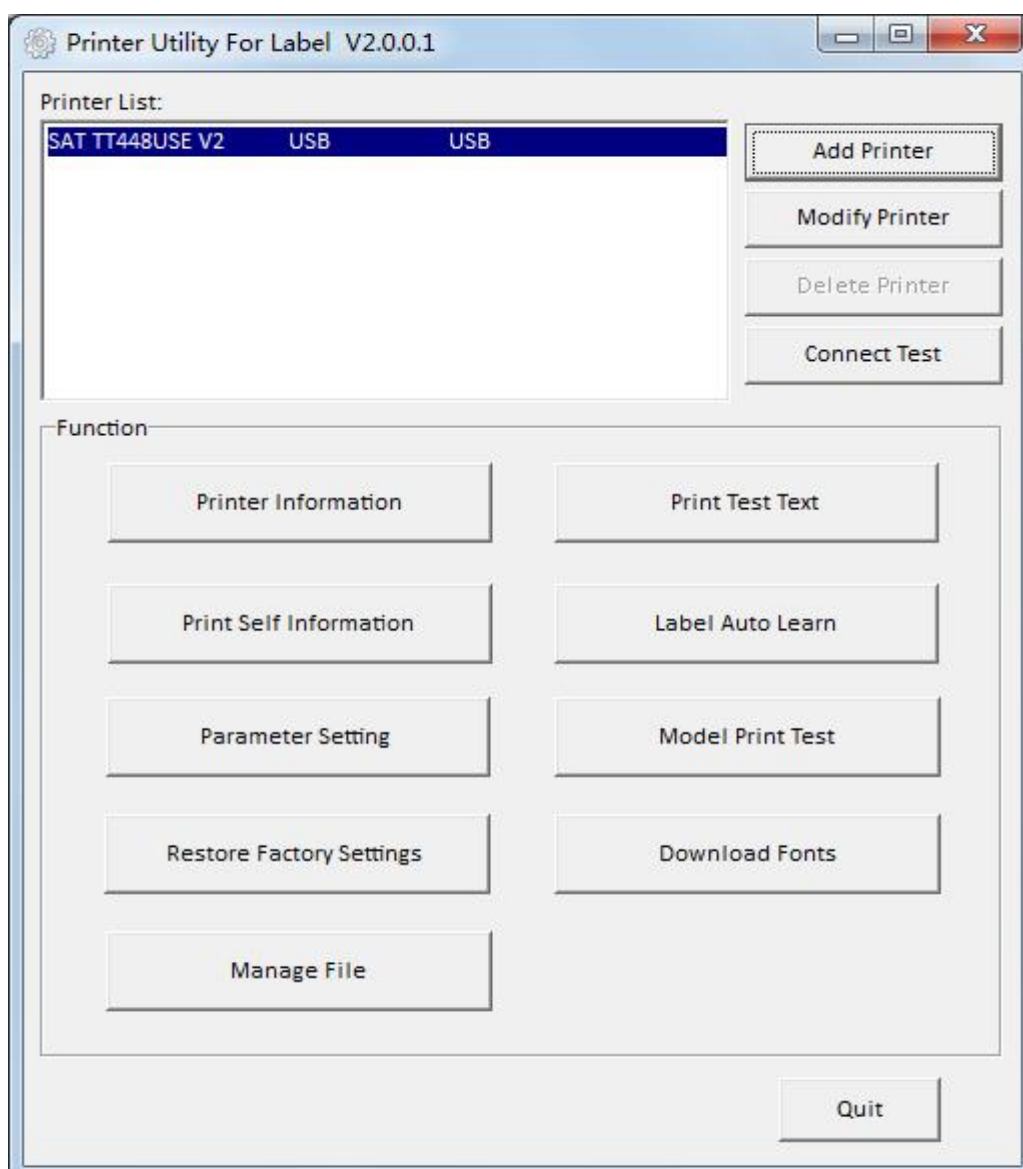 Printer Utility For Label V2.0.0.1
Printer List:
SAT TT448USE V2 USB USB
Add Printer
Modify Printer
Delete Printer
Connect Test
Function
Printer Information
Print Test Text
Print Self Information
Label Auto Learn
Parameter Setting
Model Print Test
Restore Factory Settings
Download Fonts
Manage File
Quit